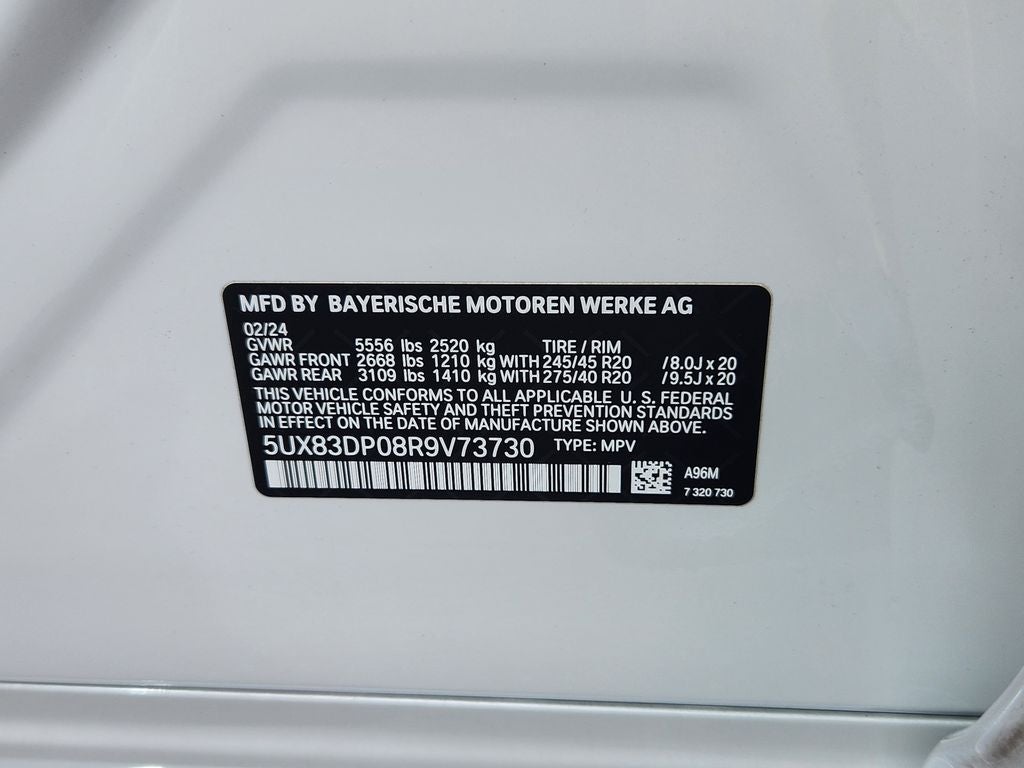 MFD BY BAYERISCHE MOTOREN WERKE AG
02/24
GVWR 5556 lbs 2520 kg TIRE / RIM
GAWR FRONT 2668 lbs 1210 kg WITH 245/45 R20 /8.0J x 20
GAWR REAR 3109 lbs 1410 kg WITH 275/40 R20 /9.5J x 20
THIS VEHICLE CONFORMS TO ALL APPLICABLE U. S. FEDERAL
MOTOR VEHICLE SAFETY AND THEFT PREVENTION STANDARDS
IN EFFECT ON THE DATE OF MANUFACTURE SHOWN ABOVE.
5UX83DP08R9V73730 TYPE: MPV
A96M
7 320 730